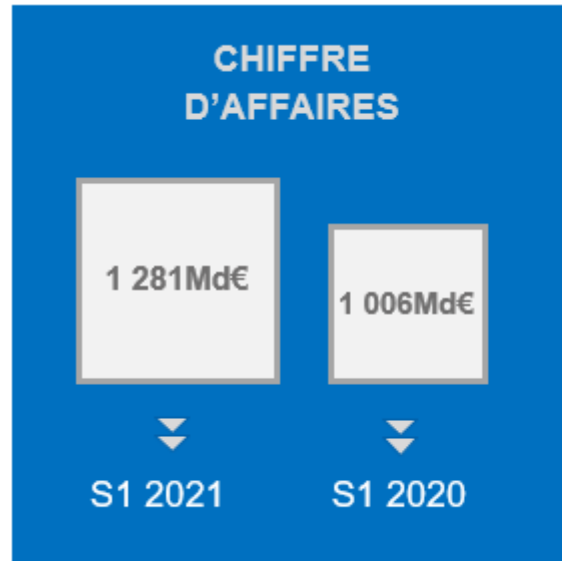 CHIFFRE
D’AFFAIRES
1 281Md€
1 006Md€
S1 2021
S1 2020